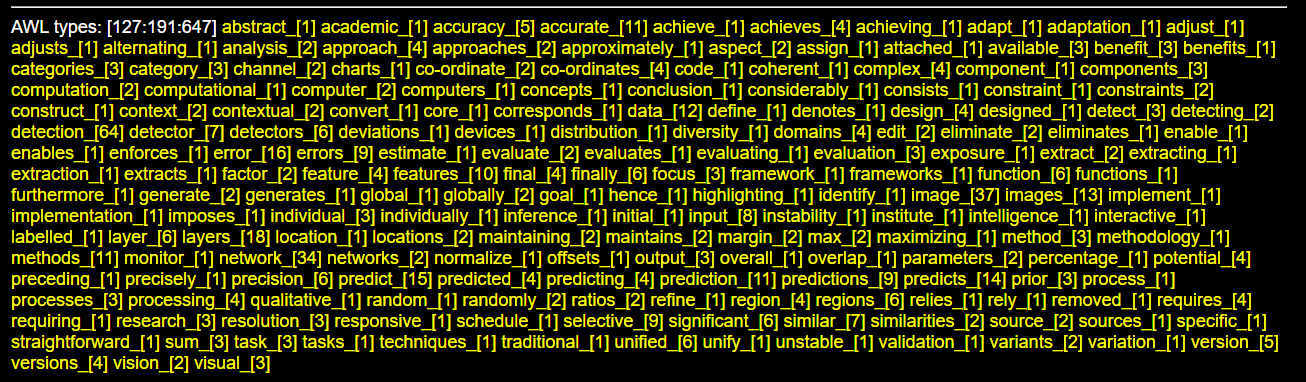 AWL types: [127:191:647] abstract_[1] academic_[1] accuracy_[5] accurate_[11] achieve_[1] achieves_[4] achieving_[1] adapt_[1] adaptation_[1] adjust_[1]
adjusts_[1] alternating_[1] analysis_[2] approach_[4] approaches_[2] approximately_[1] aspect_[2] assign_[1] attached_[1] available_[3] benefit_[3] benefits_[1]
categories_[3] category_[3] channel_[2] charts_[1] co-ordinate_[2] co-ordinates_[4] code_[1] coherent_[1] complex_[4] component_[1] components_[3]
computation_[2] computational_[1] computer_[2] computers_[1] concepts_[1] conclusion_[1] considerably_[1] consists_[1] constraint_[1] constraints_[2]
construct_[1] context_[2] contextual_[2] convert_[1] core_[1] corresponds_[1] data_[12] define_[1] denotes_[1] design_[4] designed_[1] detect_[3] detecting_[2]
detection_[64] detector_[7] detectors_[6] deviations_[1] devices_[1] distribution_[1] diversity_[1] domains_[4] edit_[2] eliminate_[2] eliminates_[1] enable_[1]
enables_[1] enforces_[1] error_[16] errors_[9] estimate_[1] evaluate_[2] evaluates_[1] evaluating_[1] evaluation_[3] exposure_[1] extract_[2] extracting_[1]
extraction_[1] extracts_[1] factor_[2] feature_[4] features_[10] final_[4] finally_[6] focus_[3] framework_[1] frameworks_[1] function_[6] functions_[1]
furthermore_[1] generate_[2] generates_[1] global_[1] globally_[2] goal_[1] hence_[1] highlighting_[1] identify_[1] image_[37] images_[13] implement_[1]
implementation_[1] imposes_[1] individual_[3] individually_[1] inference_[1] initial_[1] input_[8] instability_[1] institute_[1] intelligence_[1] interactive_[1]
labelled_[1] layer_[6] layers_[18] location_[1] locations_[2] maintaining_[2] maintains_[2] margin_[2] max_[2] maximizing_[1] method_[3] methodology_[1]
methods_[11] monitor_[1] network_[34] networks_[2] normalize_[1] offsets_[1] output_[3] overall_[1] overlap_[1] parameters_[2] percentage_[1] potential_[4]
preceding_[1] precisely_[1] precision_[6] predict_[15] predicted_[4] predicting_[4] prediction_[11] predictions_[9] predicts_[14] prior_[3] process_[1]
processes_[3] processing_[4] qualitative_[1] random_[1] randomly_[2] ratios_[2] refine_[1] region_[4] regions_[6] relies_[1] rely_[1] removed_[1] requires_[4]
requiring_[1] research_[3] resolution_[3] responsive_[1] schedule_[1] selective_[9] significant_[6] similar_[7] similarities_[2] source_[2] sources_[1] specific_[1]
straightforward_[1] sum_[3] task_[3] tasks_[1] techniques_[1] traditional_[1] unified_[6] unify_[1] unstable_[1] validation_[1] variants_[2] variation_[1] version_[5]
versions_[4] vision_[2] visual_[3]